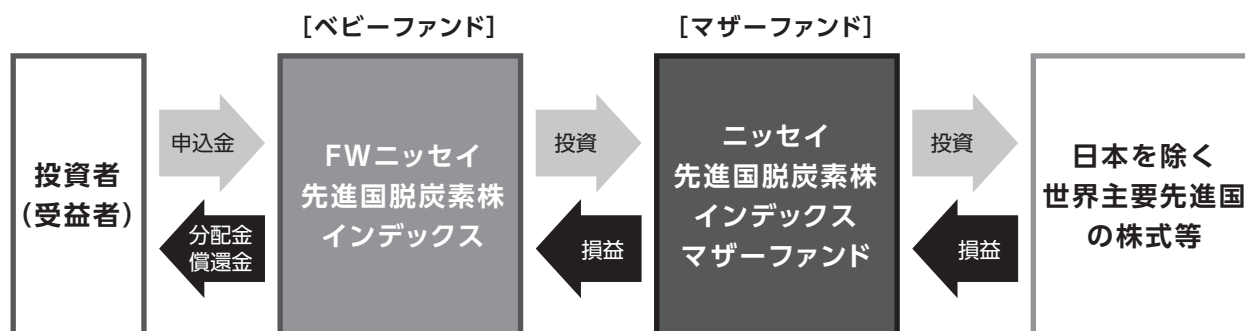 [ベビーファンド]
[マザーファンド]
投資者
(受益者)
申込金
分配金
償還金
FWニッセイ
先進国脱炭素株
インデックス
投資
損益
ニッセイ
先進国脱炭素株
インデックス
マザーファンド
投資
損益
日本を除く
世界主要先進国
の株式等